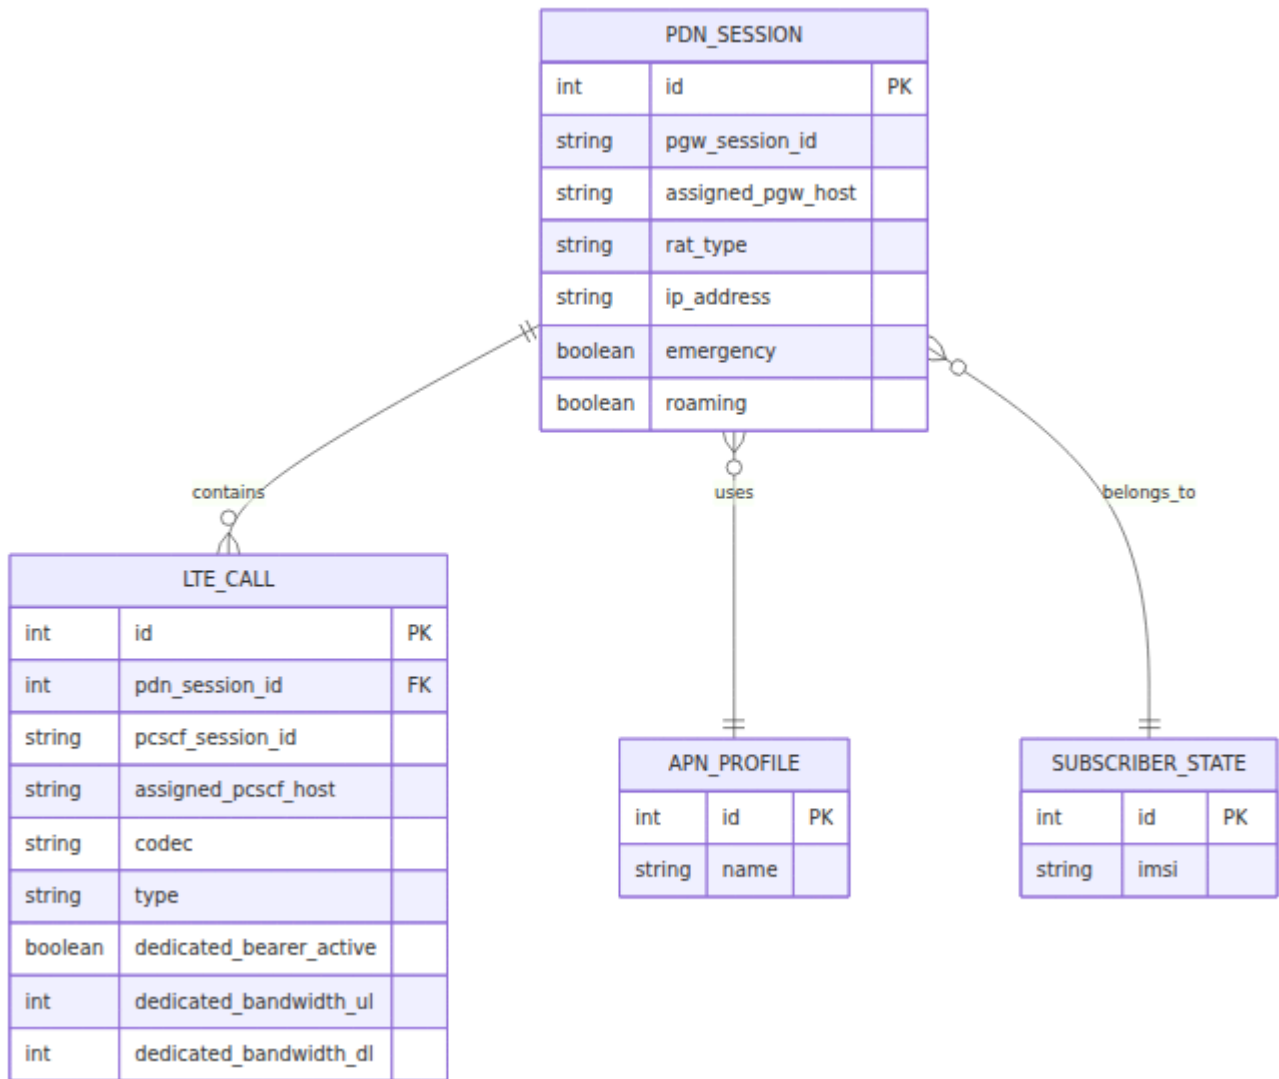 PDN_SESSION
int id PK
string pgw_session_id
string assigned_pgw_host
string rat_type
string ip_address
boolean emergency
boolean roaming
contains
uses
belongs_to
LTE_CALL
int id PK
int pdn_session_id FK
string pcscf_session_id
string assigned_pcscf_host
string codec
string type
boolean dedicated_bearer_active
int dedicated_bandwidth_ul
int dedicated_bandwidth_dl
APN_PROFILE
int id PK
string name
SUBSCRIBER_STATE
int id PK
string imsi